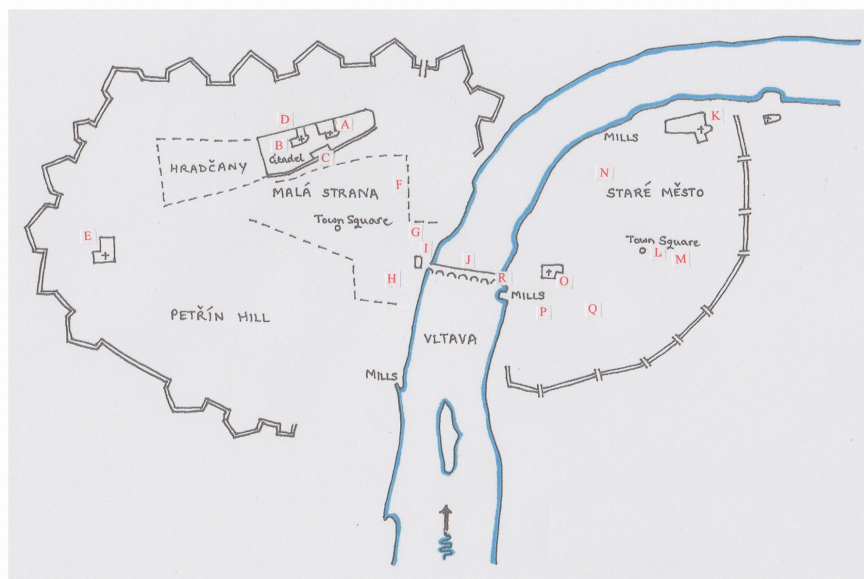 D
A
B
Citadel
C
HRADČANY
MALÁ STRANA
F
Town Square
E
G
I
J
H
R
PETŘÍN HILL
VLTAVA
MILLS
K
MILLS
N
STARÉ MĚSTO
Town Square
L
M
O
MILLS
P
Q